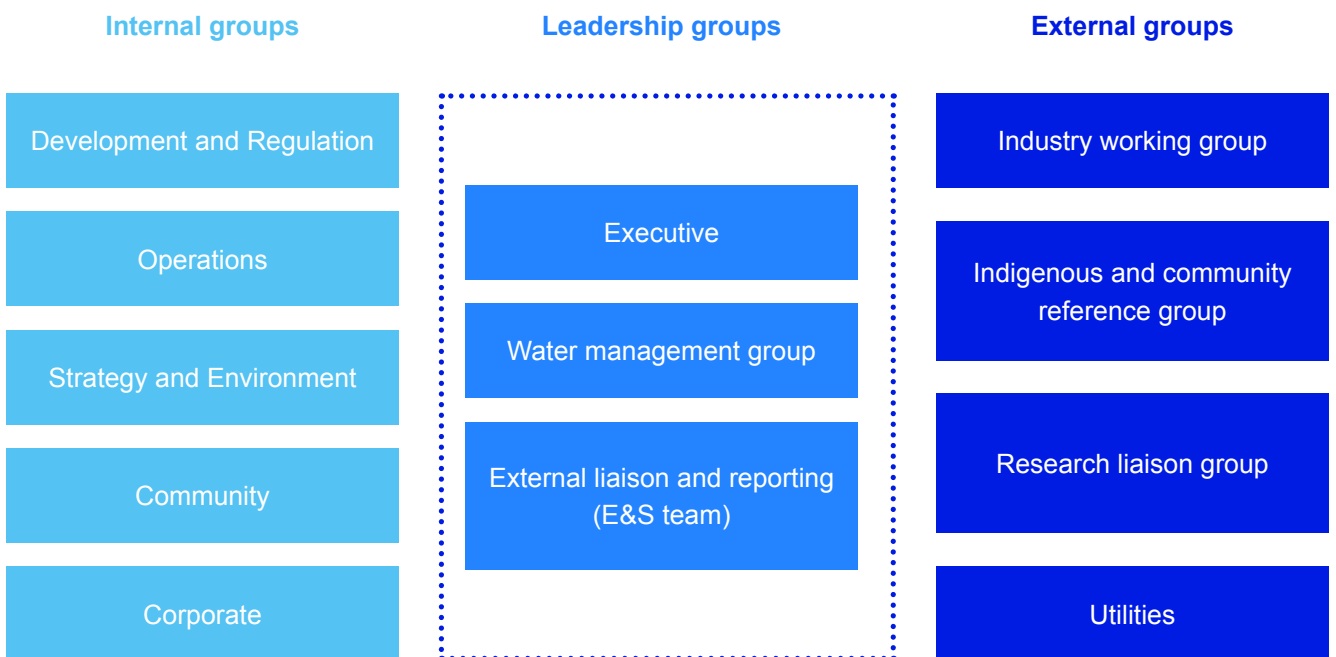 Internal groups
Development and Regulation
Operations
Strategy and Environment
Community
Corporate
Leadership groups
Executive
Water management group
External liaison and reporting
(E&S team)
External groups
Industry working group
Indigenous and community
reference group
Research liaison group
Utilities